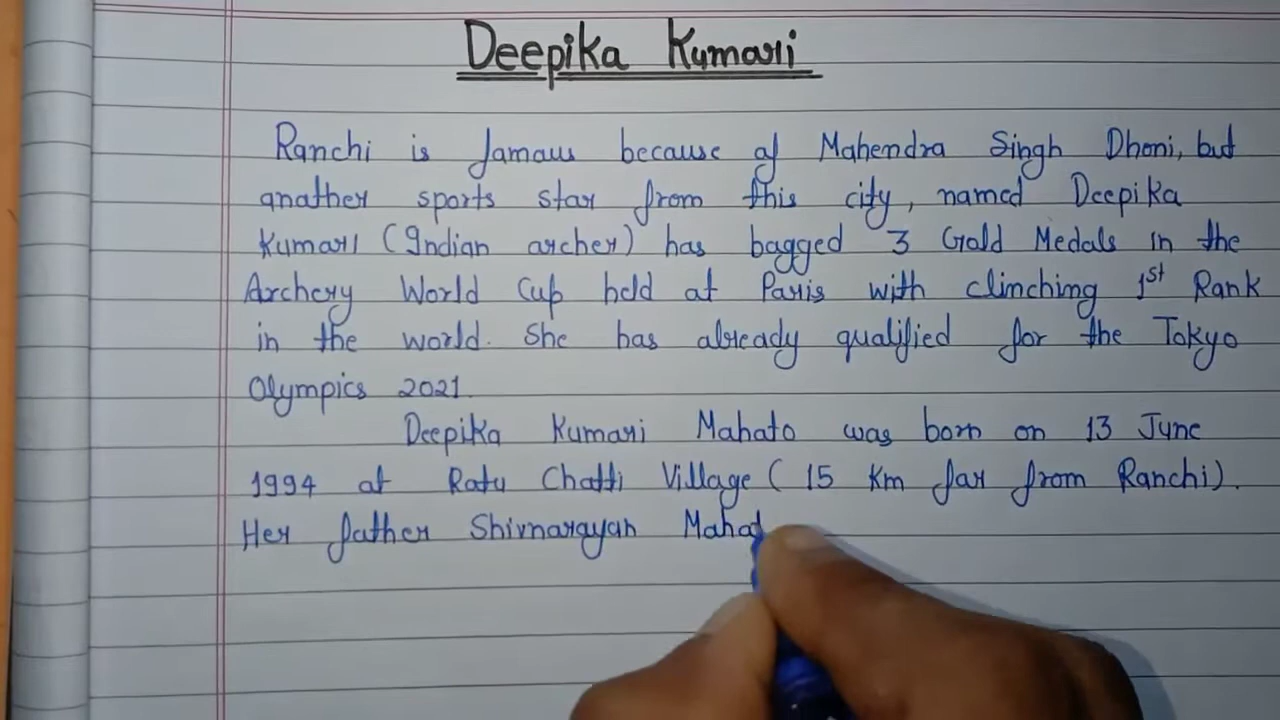 Deepika Kumari
Ranchi is famous because of Mahendra Singh Dhoni, but
another sports star from this city, named Deepika
Kumari (Indian archer) has bagged 3 Gold Medals in the
Archery World Cup held at Paris with clinching 1st Rank
in the world. She has already qualified for the Tokyo
Olympics 2021.
Deepika Kumari Mahato was born on 13 June
1994 at Ratu Chatti Village (15 Km far from Ranchi).
Her father Shivnarayan Mahat